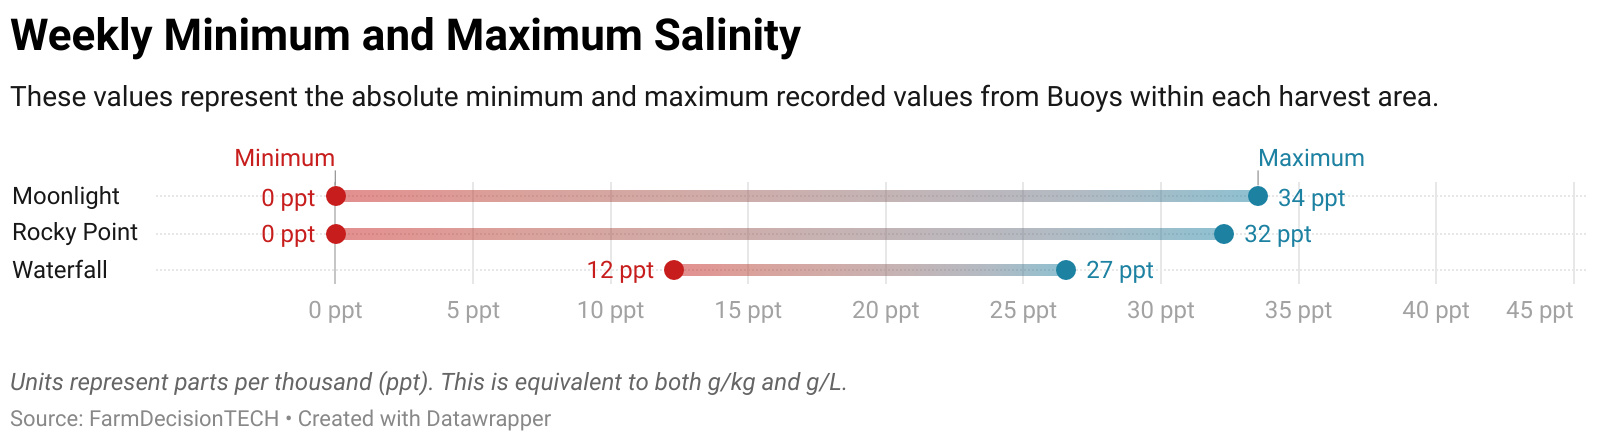 Weekly Minimum and Maximum Salinity
These values represent the absolute minimum and maximum recorded values from Buoys within each harvest area.
Minimum Maximum
Moonlight 0 ppt 34 ppt
Rocky Point 0 ppt 32 ppt
Waterfall 12 ppt 27 ppt
0 ppt 5 ppt 10 ppt 15 ppt 20 ppt 25 ppt 30 ppt 35 ppt 40 ppt 45 ppt
Units represent parts per thousand (ppt). This is equivalent to both g/kg and g/L.
Source: FarmDecisionTECH • Created with Datawrapper